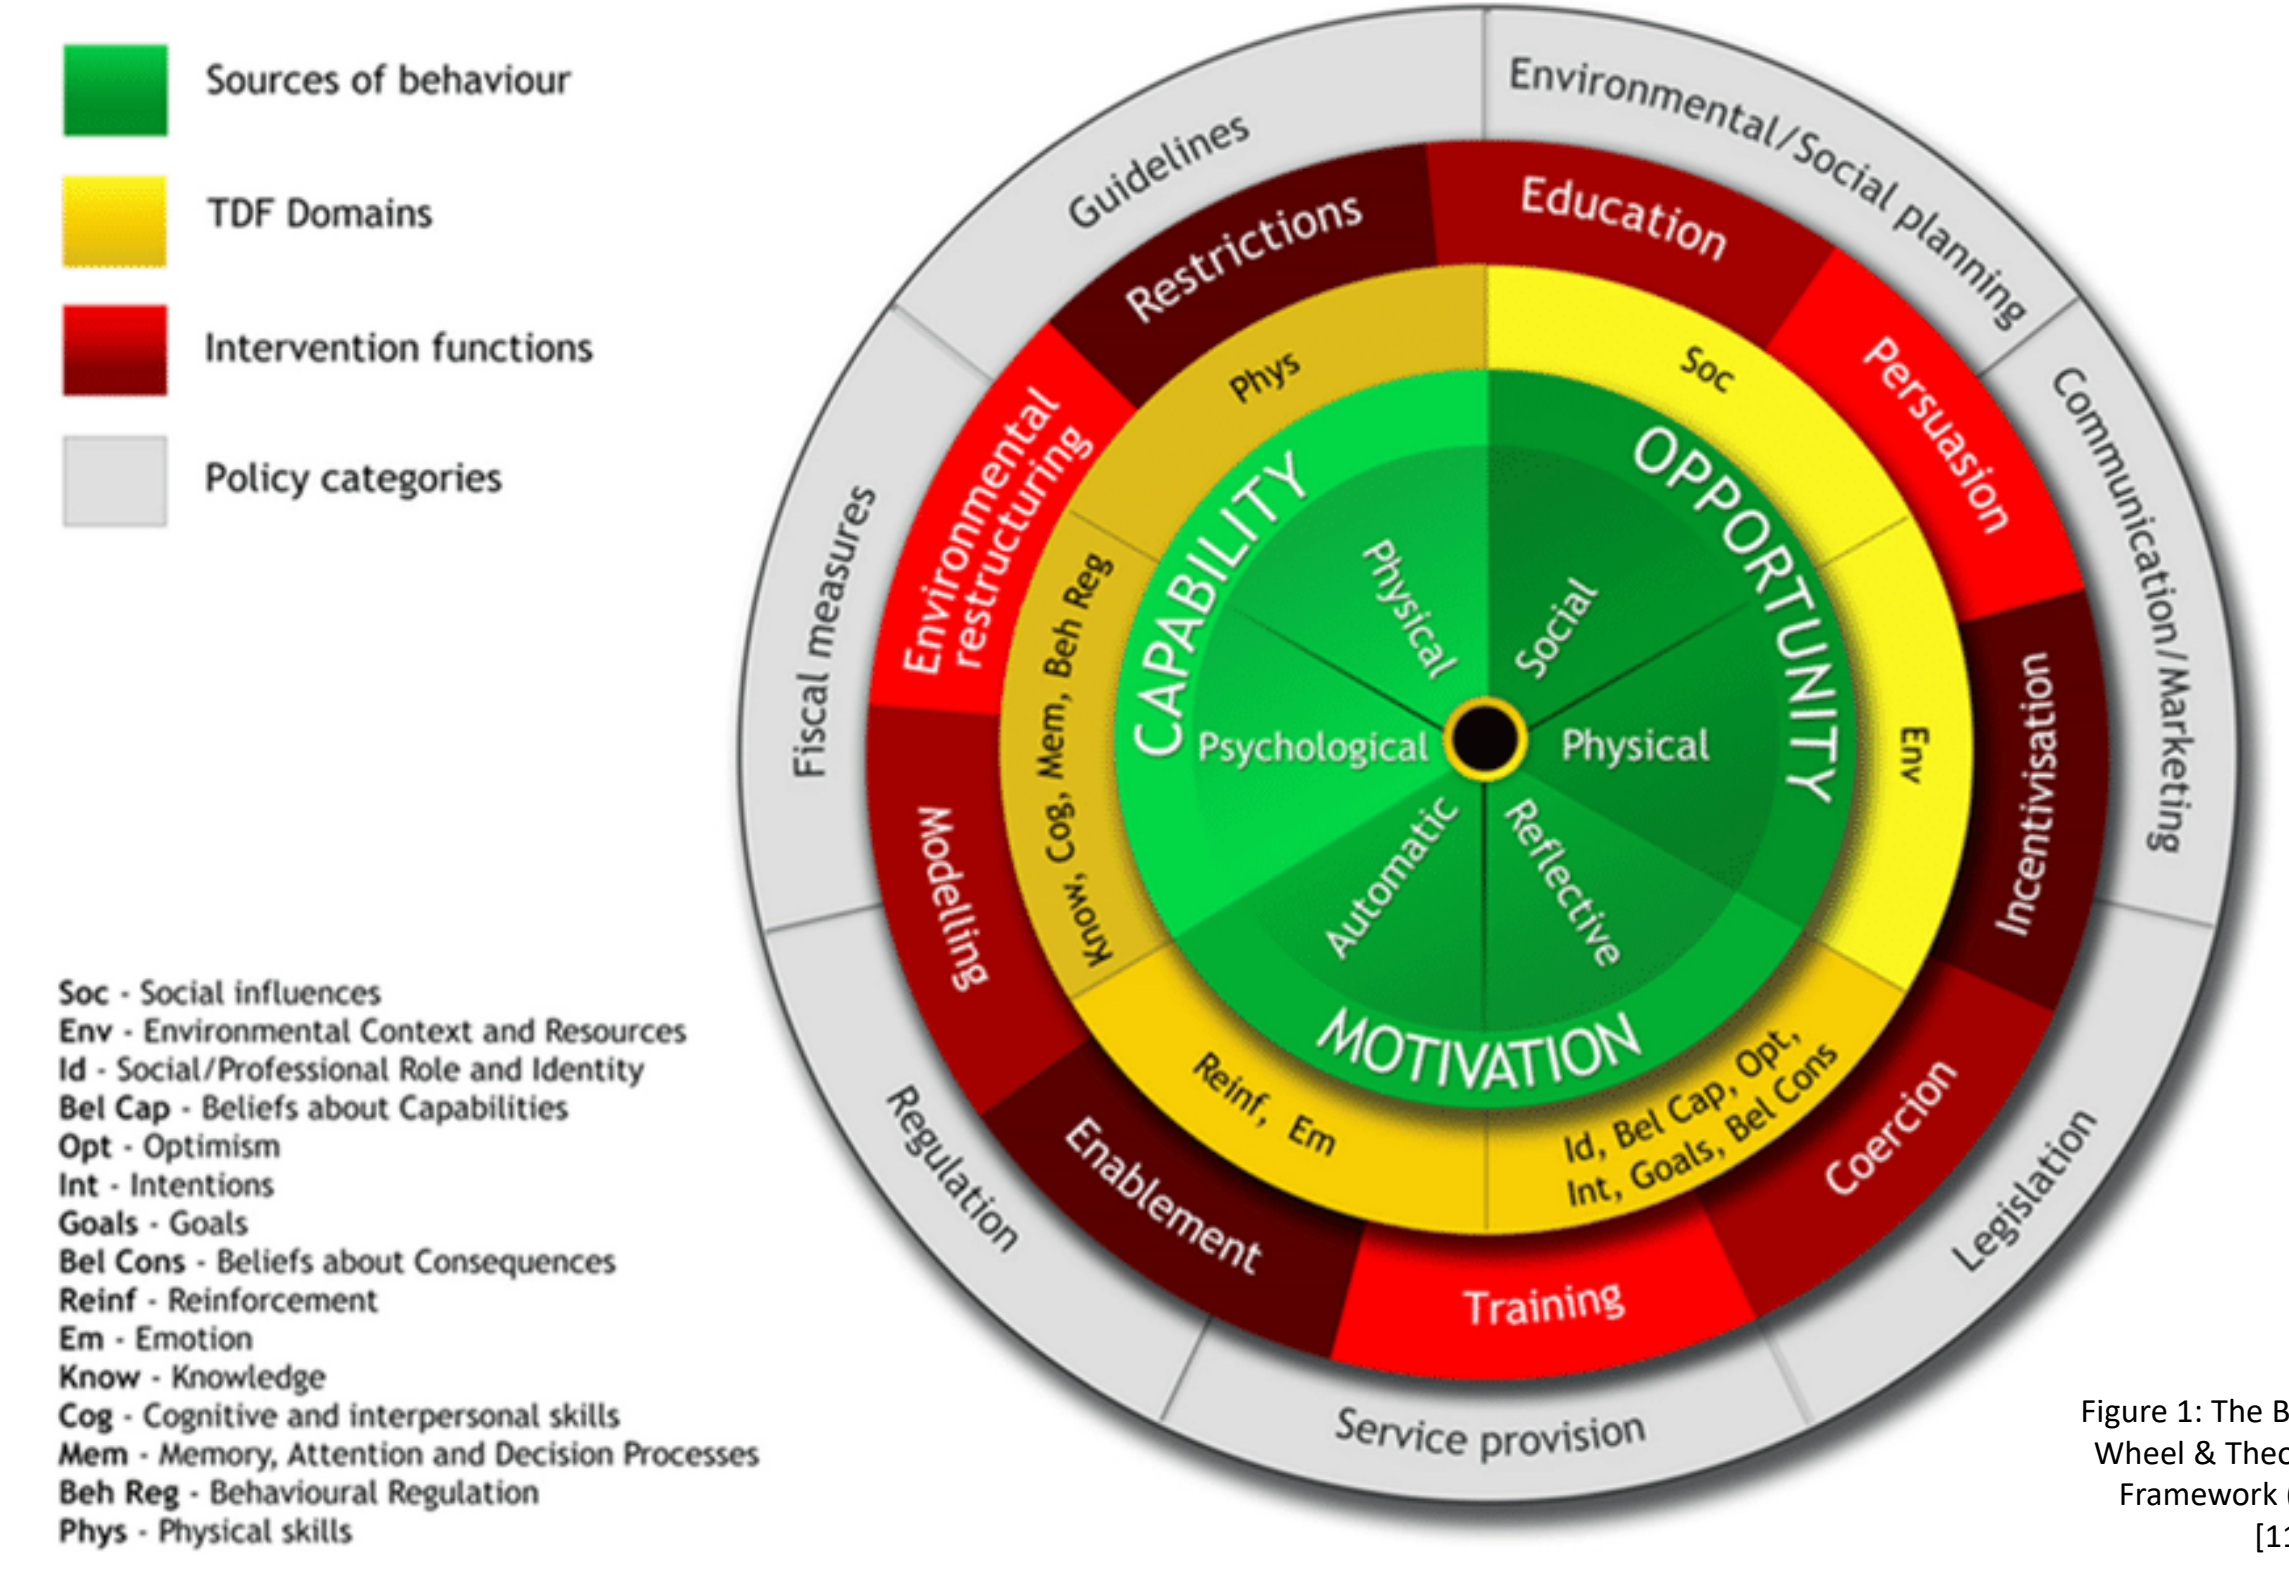 Sources of behaviour
TDF Domains
Intervention functions
Policy categories
Soc - Social influences
Env - Environmental Context and Resources
Id - Social/Professional Role and Identity
Bel Cap - Beliefs about Capabilities
Opt - Optimism
Int - Intentions
Goals - Goals
Bel Cons - Beliefs about Consequences
Reinf - Reinforcement
Em - Emotion
Know - Knowledge
Cog - Cognitive and interpersonal skills
Mem - Memory, Attention and Decision Processes
Beh Reg - Behavioural Regulation
Phys - Physical skills
Guidelines
Environmental/Social planning
Communication/Marketing
Legislation
Service provision
Regulation
Fiscal measures
Restrictions
Education
Persuasion
Incentivisation
Coercion
Training
Enablement
Modelling
Environmental
restructuring
Phys
Soc
Env
Id, Bel Cap, Opt,
Int, Goals, Bel Cons
Reinf, Em
Know, Cog, Mem, Beh Reg
CAPABILITY
OPPORTUNITY
MOTIVATION
Physical
Social
Physical
Reflective
Automatic
Psychological
Figure 1: The
Wheel &
Framework